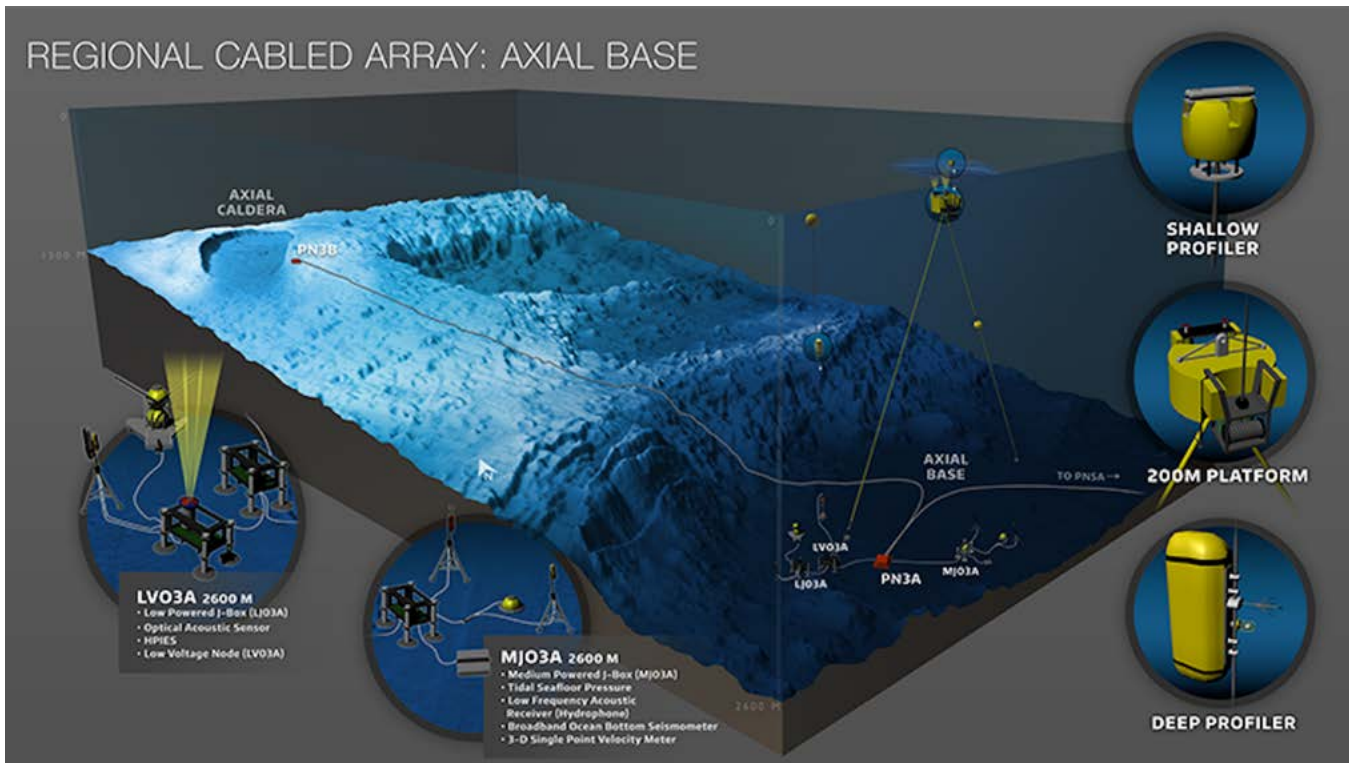 REGIONAL CABLED ARRAY: AXIAL BASE
0
AXIAL
CALDERA
PN3B
1500 M
0
SHALLOW
PROFILER
200M PLATFORM
DEEP PROFILER
N
AXIAL
BASE
TO PN5A→
LV03A
LJ03A
PN3A
MJ03A
2600 M
LV03A 2600 M
• Low Powered J-Box (LJ03A)
• Optical Acoustic Sensor
• HPIES
• Low Voltage Node (LV03A)
MJ03A 2600 M
• Medium Powered J-Box (MJ03A)
• Tidal Seafloor Pressure
• Low Frequency Acoustic
Receiver (Hydrophone)
• Broadband Ocean Bottom Seismometer
• 3-D Single Point Velocity Meter